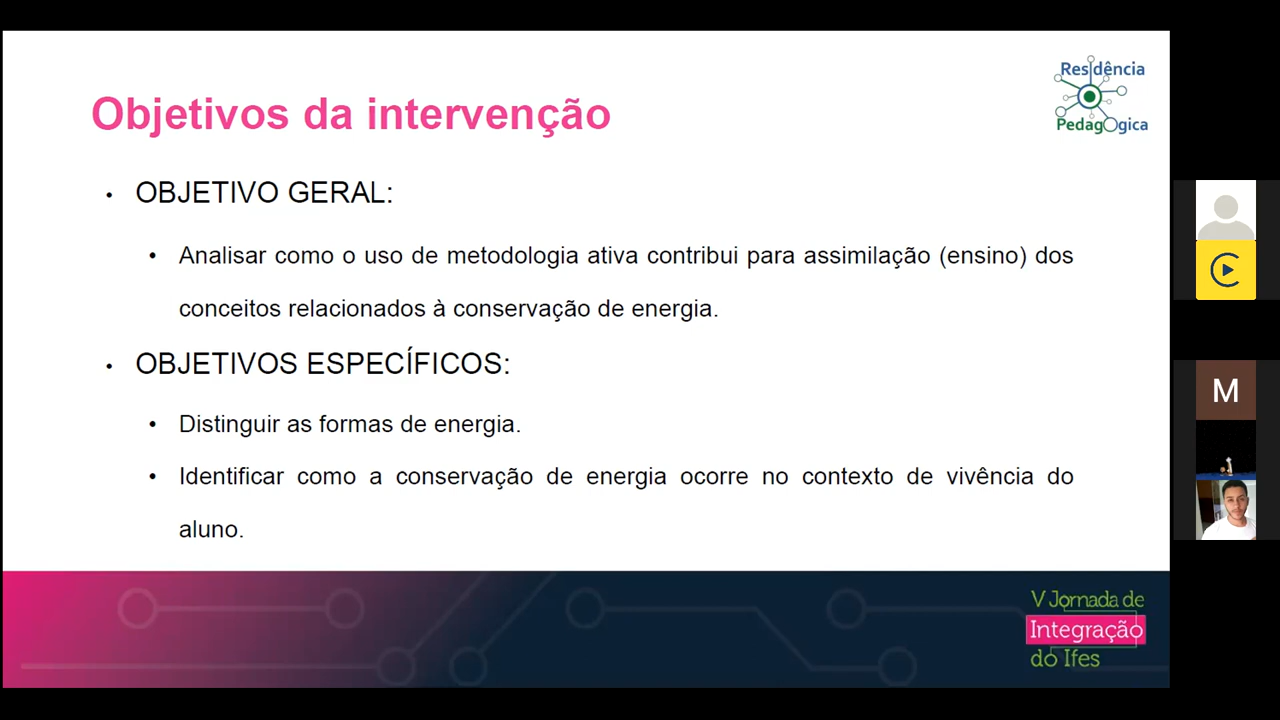 Objetivos da intervenção
Residência
PedagOgica
• OBJETIVO GERAL:
• Analisar como o uso de metodologia ativa contribui para assimilação (ensino) dos
conceitos relacionados à conservação de energia.
• OBJETIVOS ESPECÍFICOS:
• Distinguir as formas de energia.
• Identificar como a conservação de energia ocorre no contexto de vivência do
aluno.
V Jornada de
Integração
do Ifes
M